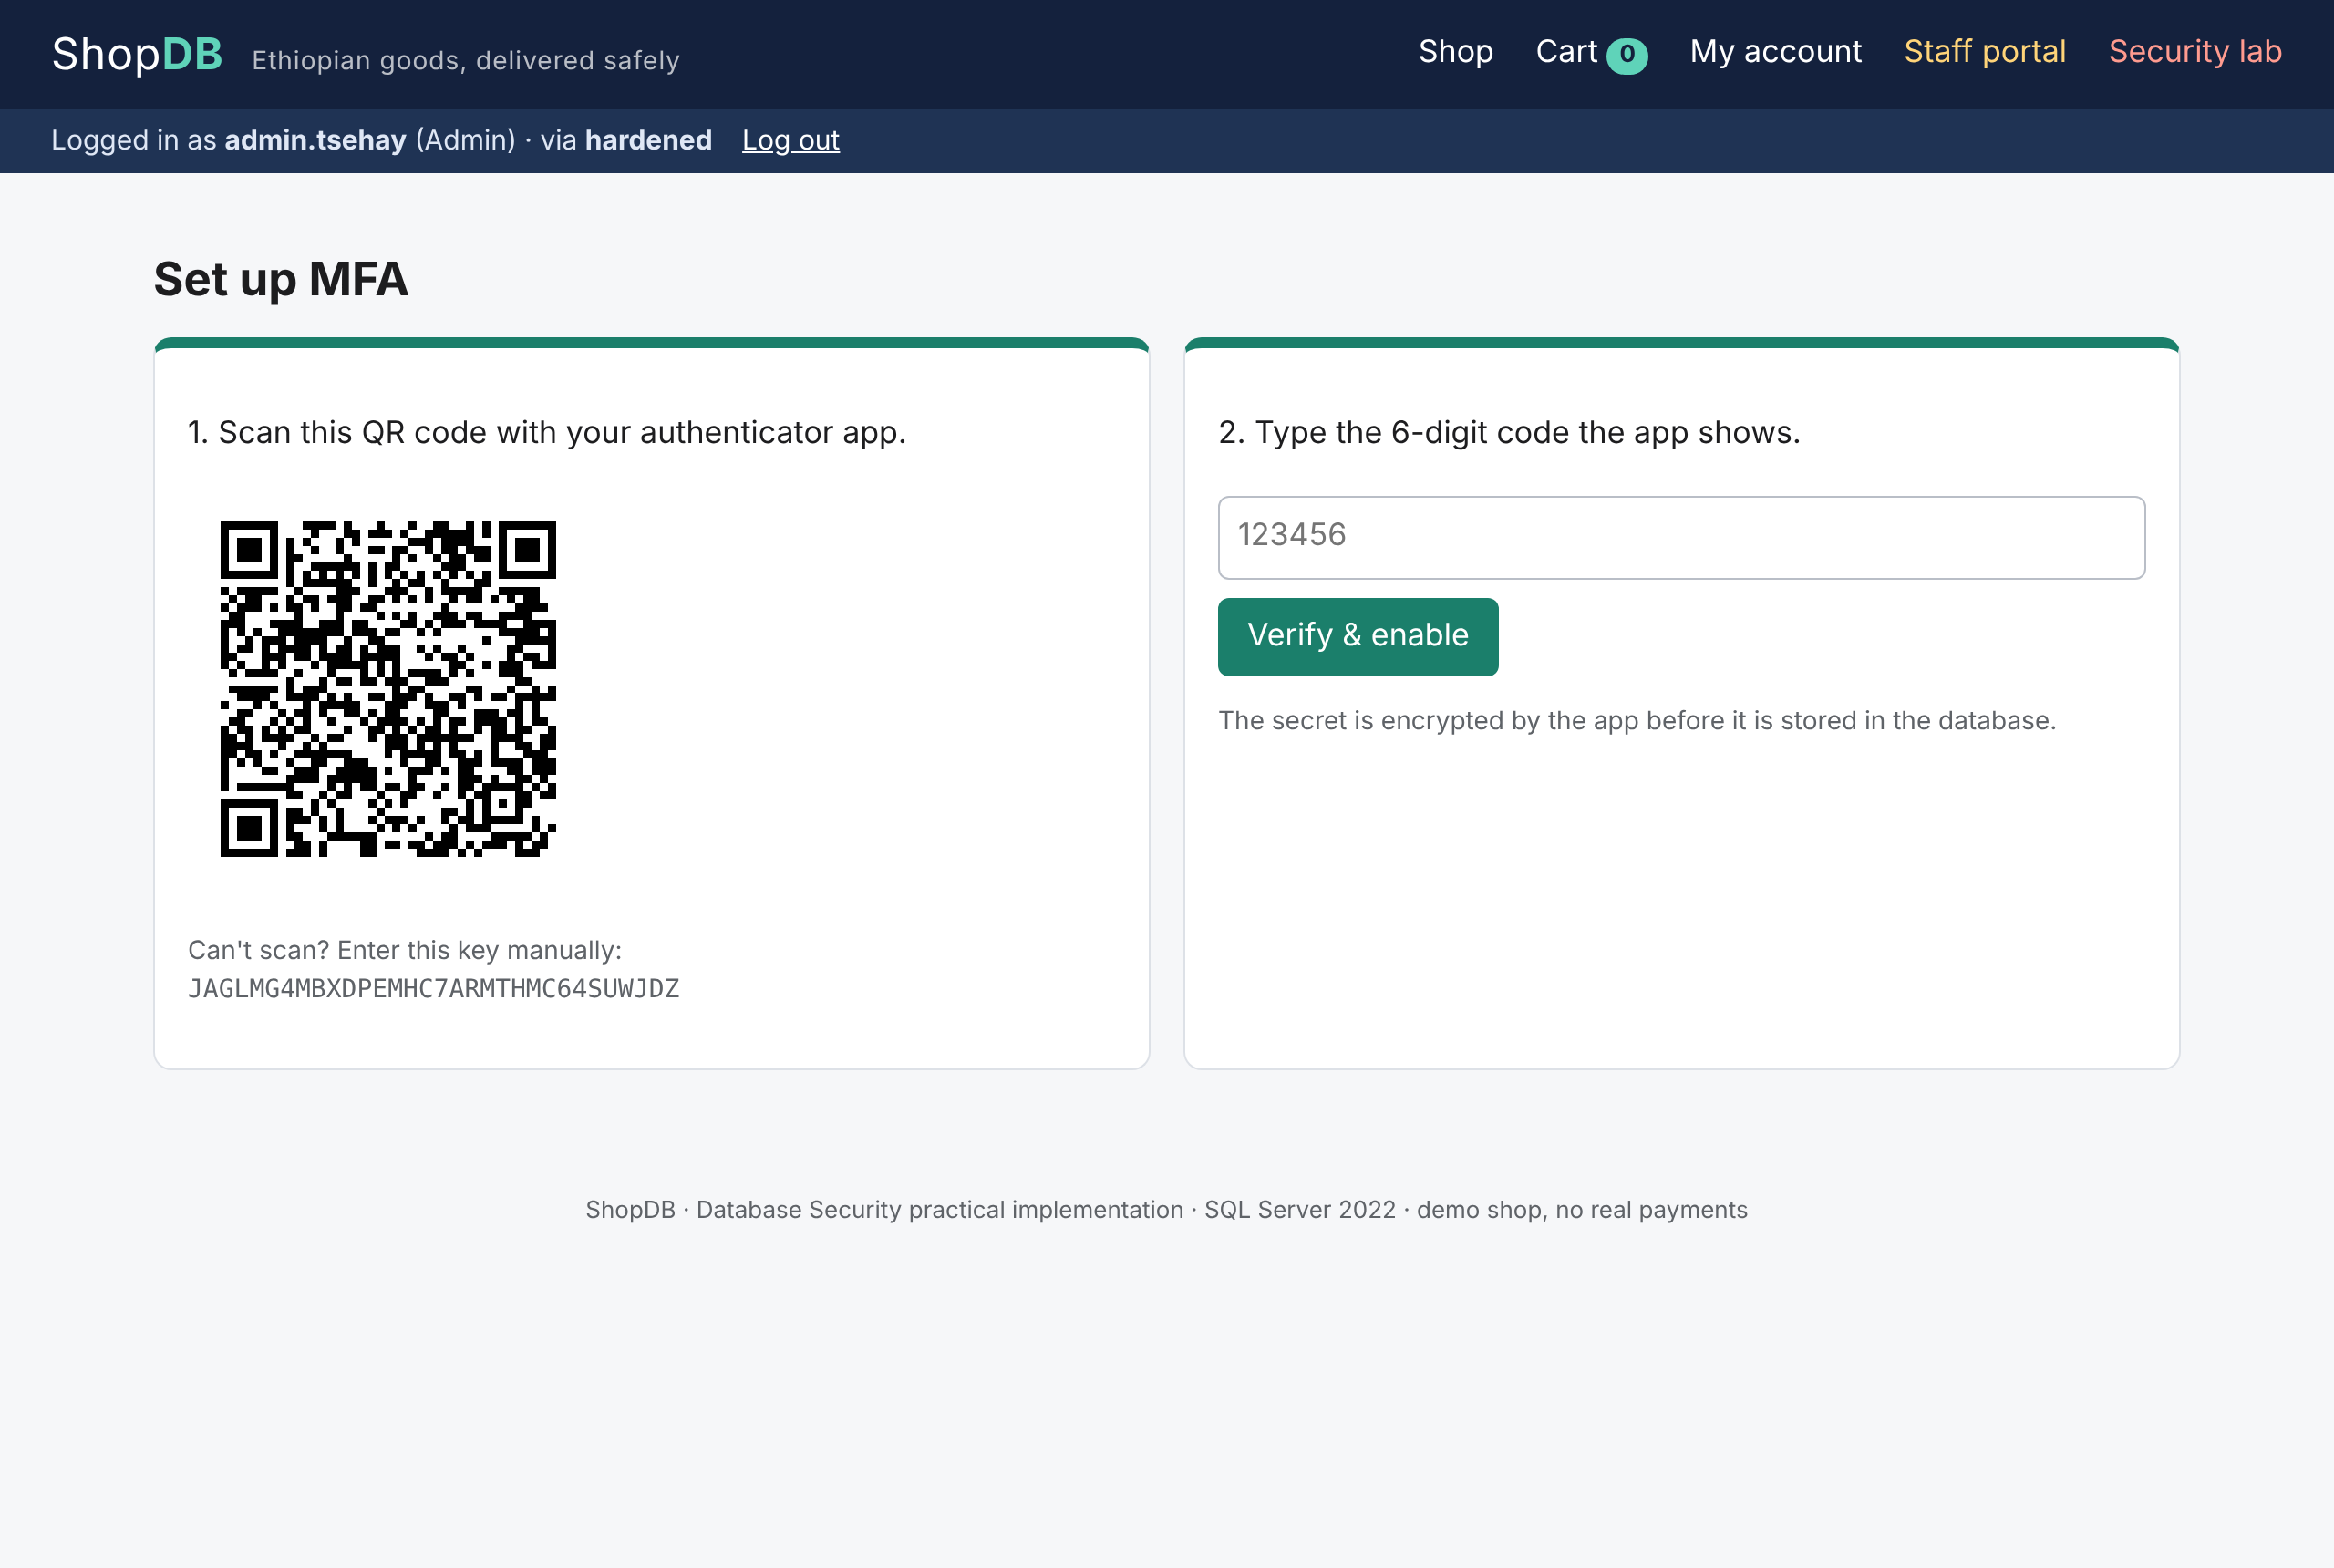 ShopDB Ethiopian goods, delivered safely Shop Cart 0 My account Staff portal Security lab
Logged in as admin.tsehay (Admin) · via hardened Log out
Set up MFA
1. Scan this QR code with your authenticator app.
Can't scan? Enter this key manually:
JAGLMG4MBXDPEMHC7ARMTHMC64SUWJDZ
2. Type the 6-digit code the app shows.
123456
Verify & enable
The secret is encrypted by the app before it is stored in the database.
ShopDB · Database Security practical implementation · SQL Server 2022 · demo shop, no real payments